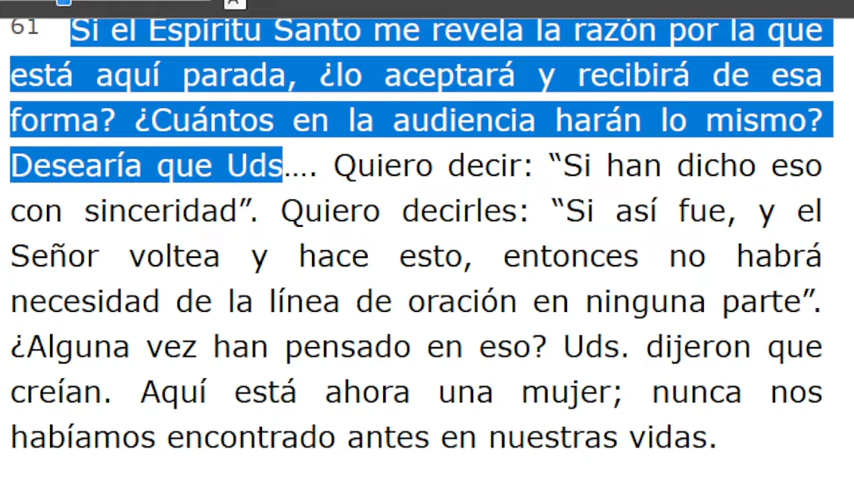 61 Si el Espíritu Santo me revela la razón por la que
está aquí parada, ¿lo aceptará y recibirá de esa
forma? ¿Cuántos en la audiencia harán lo mismo?
Desearía que Uds…. Quiero decir: “Si han dicho eso
con sinceridad”. Quiero decirles: “Si así fue, y el
Señor voltea y hace esto, entonces no habrá
necesidad de la línea de oración en ninguna parte”.
¿Alguna vez han pensado en eso? Uds. dijeron que
creían. Aquí está ahora una mujer; nunca nos
habíamos encontrado antes en nuestras vidas.